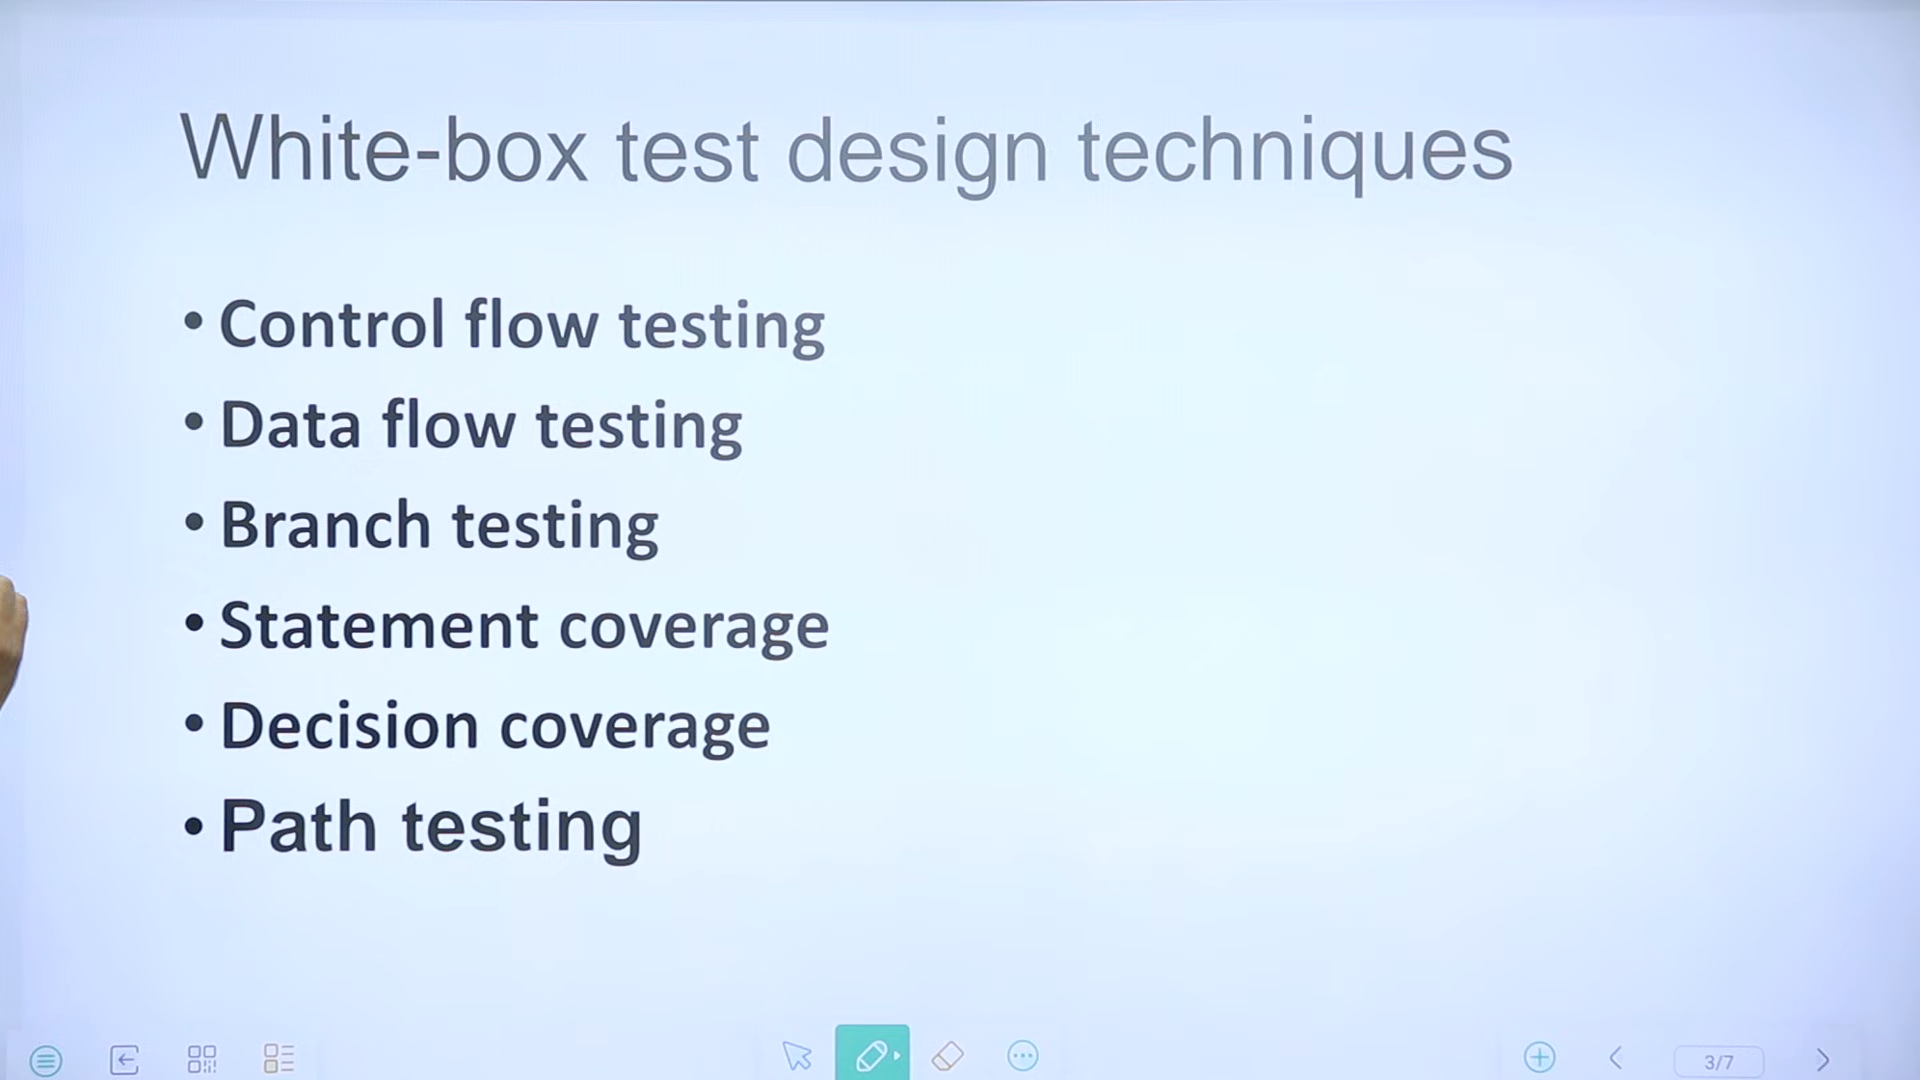 White-box test design techniques
• Control flow testing
• Data flow testing
• Branch testing
• Statement coverage
• Decision coverage
• Path testing
3/7